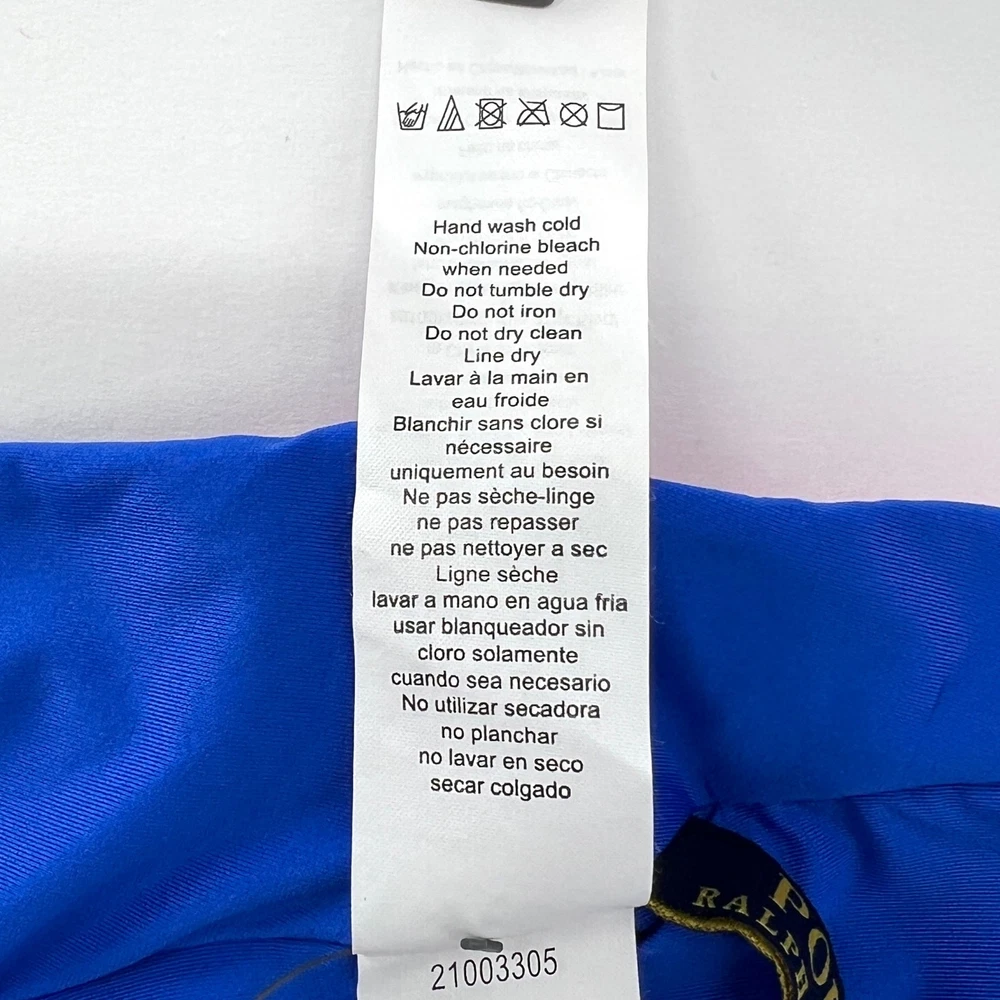 Hand wash cold
Non-chlorine bleach
when needed
Do not tumble dry
Do not iron
Do not dry clean
Line dry
Lavar à la main en
eau froide
Blanchir sans clore si
nécessaire
uniquement au besoin
Ne pas sèche-linge
ne pas repasser
ne pas nettoyer a sec
Ligne sèche
lavar a mano en agua fria
usar blanqueador sin
cloro solamente
cuando sea necesario
No utilizar secadora
no planchar
no lavar en seco
secar colgado
PO
RALPH
21003305